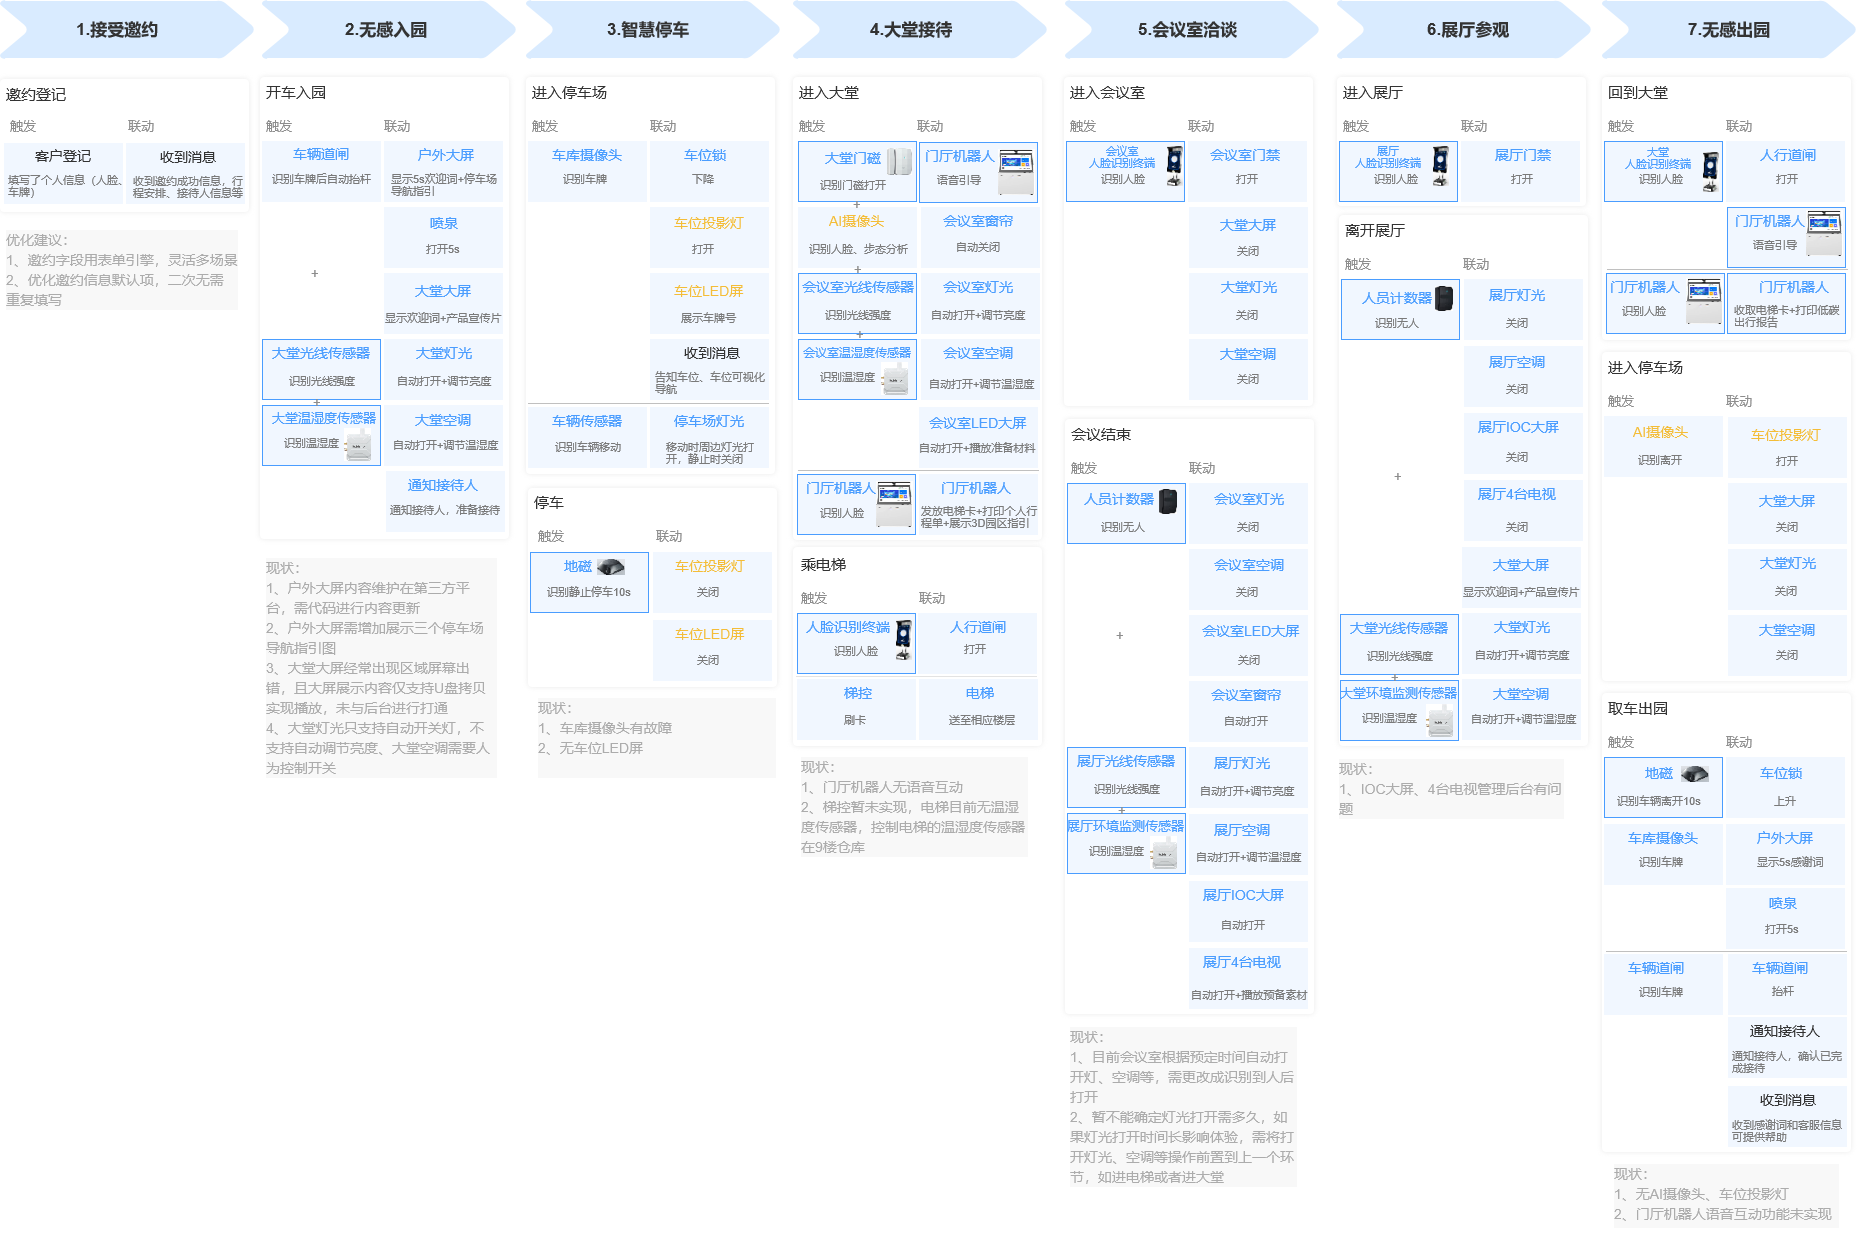 1.接受邀约
2.无感入园
3.智慧停车
4.大堂接待
5.会议室洽谈
6.展厅参观
7.无感出园
邀约登记
触发
联动
客户登记
填写了个人信息（人脸、
车牌）
收到消息
收到邀约成功信息，行
程安排、接待人信息等
优化建议：
1、邀约字段用表单引擎，灵活多场景
2、优化邀约信息默认项，二次无需
重复填写
开车入园
触发
联动
车辆道闸
识别车牌后自动抬杆
户外大屏
显示5s欢迎词+停车场
导航指引
喷泉
打开5s
+
大堂大屏
显示欢迎词+产品宣传片
大堂光线传感器
识别光线强度
大堂灯光
自动打开+调节亮度
+
大堂温湿度传感器
识别温湿度
大堂空调
自动打开+调节温湿度
通知接待人
通知接待人，准备接待
现状：
1、户外大屏内容维护在第三方平
台，需代码进行内容更新
2、户外大屏需增加展示三个停车场
导航指引图
3、大堂大屏经常出现区域屏幕出
错，且大屏展示内容仅支持U盘拷贝
实现播放，未与后台进行打通
4、大堂灯光只支持自动开关灯，不
支持自动调节亮度、大堂空调需要人
为控制开关
进入停车场
触发
联动
车库摄像头
识别车牌
车位锁
下降
车位投影灯
打开
车位LED屏
展示车牌号
收到消息
告知车位、车位可视化
导航
车辆传感器
识别车辆移动
停车场灯光
移动时周边灯光打
开，静止时关闭
停车
触发
联动
地磁
识别静止停车10s
车位投影灯
关闭
车位LED屏
关闭
现状：
1、车库摄像头有故障
2、无车位LED屏
进入大堂
触发
联动
大堂门磁
识别门磁打开
门厅机器人
语音引导
+
AI摄像头
识别人脸、步态分析
会议室窗帘
自动关闭
+
会议室光线传感器
识别光线强度
会议室灯光
自动打开+调节亮度
+
会议室温湿度传感器
识别温湿度
会议室空调
自动打开+调节温湿度
会议室LED大屏
自动打开+播放准备材料
门厅机器人
识别人脸
门厅机器人
发放电梯卡+打印个人行
程单+展示3D园区指引
乘电梯
触发
联动
人脸识别终端
识别人脸
人行道闸
打开
梯控
刷卡
电梯
送至相应楼层
现状：
1、门厅机器人无语音互动
2、梯控暂未实现，电梯目前无温湿
度传感器，控制电梯的温湿度传感器
在9楼仓库
进入会议室
触发
联动
会议室
人脸识别终端
识别人脸
会议室门禁
打开
大堂大屏
关闭
大堂灯光
关闭
大堂空调
关闭
会议结束
触发
联动
人员计数器
识别无人
会议室灯光
关闭
会议室空调
关闭
+
会议室LED大屏
关闭
会议室窗帘
自动打开
展厅光线传感器
识别光线强度
展厅灯光
自动打开+调节亮度
+
展厅环境监测传感器
识别温湿度
展厅空调
自动打开+调节温湿度
展厅IOC大屏
自动打开
展厅4台电视
自动打开+播放预备素材
现状：
1、目前会议室根据预定时间自动打
开灯、空调等，需更改成识别到人后
打开
2、暂不能确定灯光打开需多久，如
果灯光打开时间长影响体验，需将打
开灯光、空调等操作前置到上一个环
节，如进电梯或者进大堂
进入展厅
触发
联动
展厅
人脸识别终端
识别人脸
展厅门禁
打开
离开展厅
触发
联动
人员计数器
识别无人
展厅灯光
关闭
展厅空调
关闭
展厅IOC大屏
关闭
+
展厅4台电视
关闭
大堂大屏
显示欢迎词+产品宣传片
大堂光线传感器
识别光线强度
大堂灯光
自动打开+调节亮度
+
大堂环境监测传感器
识别温湿度
大堂空调
自动打开+调节温湿度
现状：
1、IOC大屏、4台电视管理后台有问
题
回到大堂
触发
联动
大堂
人脸识别终端
识别人脸
人行道闸
打开
门厅机器人
语音引导
门厅机器人
识别人脸
门厅机器人
收取电梯卡+打印低碳
出行报告
进入停车场
触发
联动
AI摄像头
识别离开
车位投影灯
打开
大堂大屏
关闭
大堂灯光
关闭
大堂空调
关闭
取车出园
触发
联动
地磁
识别车辆离开10s
车位锁
上升
车库摄像头
识别车牌
户外大屏
显示5s感谢词
喷泉
打开5s
车辆道闸
识别车牌
车辆道闸
抬杆
通知接待人
通知接待人，确认已完
成接待
收到消息
收到感谢词和客服信息
可提供帮助
现状：
1、无AI摄像头、车位投影灯
2、门厅机器人语音互动功能未实现